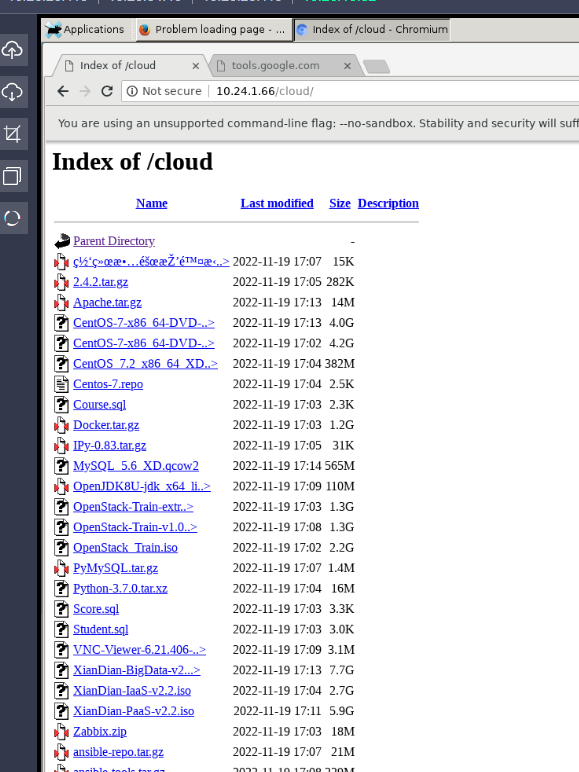 Applications
Problem loading page - ...
Index of /cloud - Chromium
Index of /cloud
tools.google.com
Not secure | 10.24.1.66/cloud/
You are using an unsupported command-line flag: --no-sandbox. Stability and security will suff
Index of /cloud
Name Last modified Size Description
Parent Directory -
2022-11-19 17:07 15K
2.4.2.tar.gz 2022-11-19 17:05 282K
Apache.tar.gz 2022-11-19 17:13 14M
CentOS-7-x86_64-DVD-..> 2022-11-19 17:13 4.0G
CentOS-7-x86_64-DVD-..> 2022-11-19 17:02 4.2G
CentOS_7.2_x86_64_XD..> 2022-11-19 17:04 382M
Centos-7.repo 2022-11-19 17:04 2.5K
Course.sql 2022-11-19 17:03 2.3K
Docker.tar.gz 2022-11-19 17:03 1.2G
IPy-0.83.tar.gz 2022-11-19 17:05 31K
MySQL_5.6_XD.qcow2 2022-11-19 17:14 565M
OpenJDK8U-jdk_x64_li..> 2022-11-19 17:09 110M
OpenStack-Train-extr..> 2022-11-19 17:03 1.3G
OpenStack-Train-v1.0..> 2022-11-19 17:08 1.3G
OpenStack_Train.iso 2022-11-19 17:02 2.2G
PyMySQL.tar.gz 2022-11-19 17:07 1.4M
Python-3.7.0.tar.xz 2022-11-19 17:04 16M
Score.sql 2022-11-19 17:03 3.3K
Student.sql 2022-11-19 17:03 3.0K
VNC-Viewer-6.21.406-..> 2022-11-19 17:09 3.1M
XianDian-BigData-v2...> 2022-11-19 17:13 7.7G
XianDian-IaaS-v2.2.iso 2022-11-19 17:04 2.7G
XianDian-PaaS-v2.2.iso 2022-11-19 17:11 5.9G
Zabbix.zip 2022-11-19 17:03 18M
ansible-repo.tar.gz 2022-11-19 17:07 21M